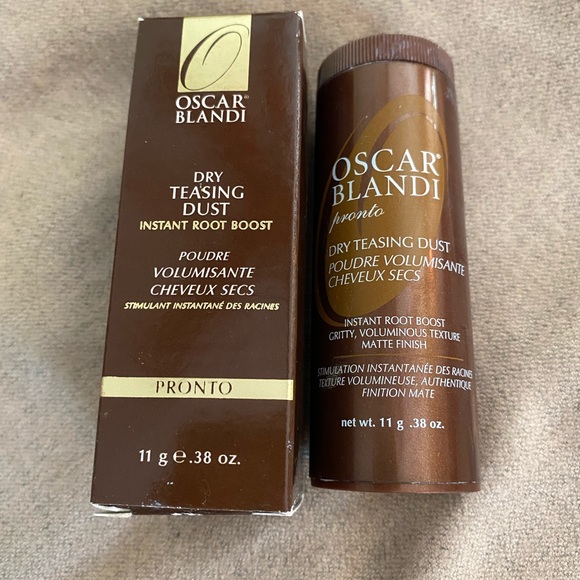 OSCAR®
BLANDI
DRY
TEASING
DUST
INSTANT ROOT BOOST
POUDRE
VOLUMISANTE
CHEVEUX SECS
STIMULANT INSTANTANÉ DES RACINES
PRONTO
11 g e .38 oz.
OSCAR®
BLANDI
pronto
DRY TEASING DUST
POUDRE VOLUMISANTE
CHEVEUX SECS
INSTANT ROOT BOOST
GRITTY, VOLUMINOUS TEXTURE
MATTE FINISH
STIMULATION INSTANTANÉE DES RACINES
TEXTURE VOLUMINEUSE, AUTHENTIQUE
FINITION MATE
net wt. 11 g .38 oz.